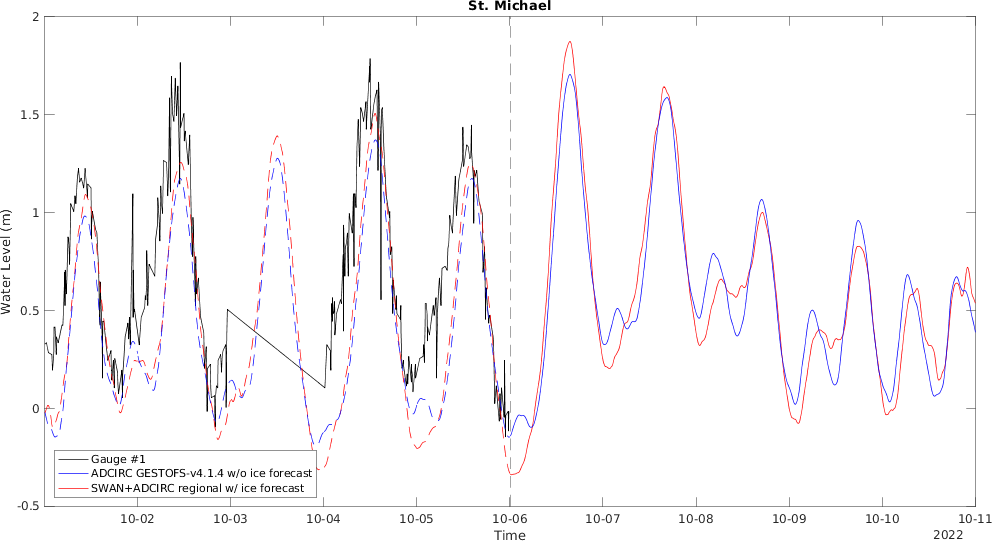 St. Michael
2
1.5
1
0.5
0
-0.5
Water Level (m)
Gauge #1
ADCIRC GESTOFS-v4.1.4 w/o ice forecast
SWAN+ADCIRC regional w/ ice forecast
10-02 10-03 10-04 10-05 10-06 10-07 10-08 10-09 10-10 10-11
Time
2022